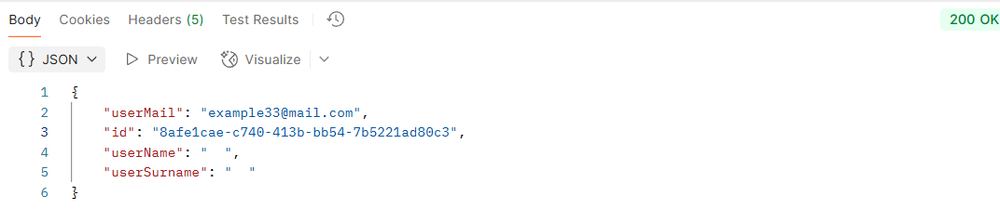 Body Cookies Headers (5) Test Results 200 OK
{} JSON Preview Visualize
1 {
2 "userMail": "example33@mail.com",
3 "id": "8afe1cae-c740-413b-bb54-7b5221ad80c3",
4 "userName": "  ",
5 "userSurname": "  "
6 }